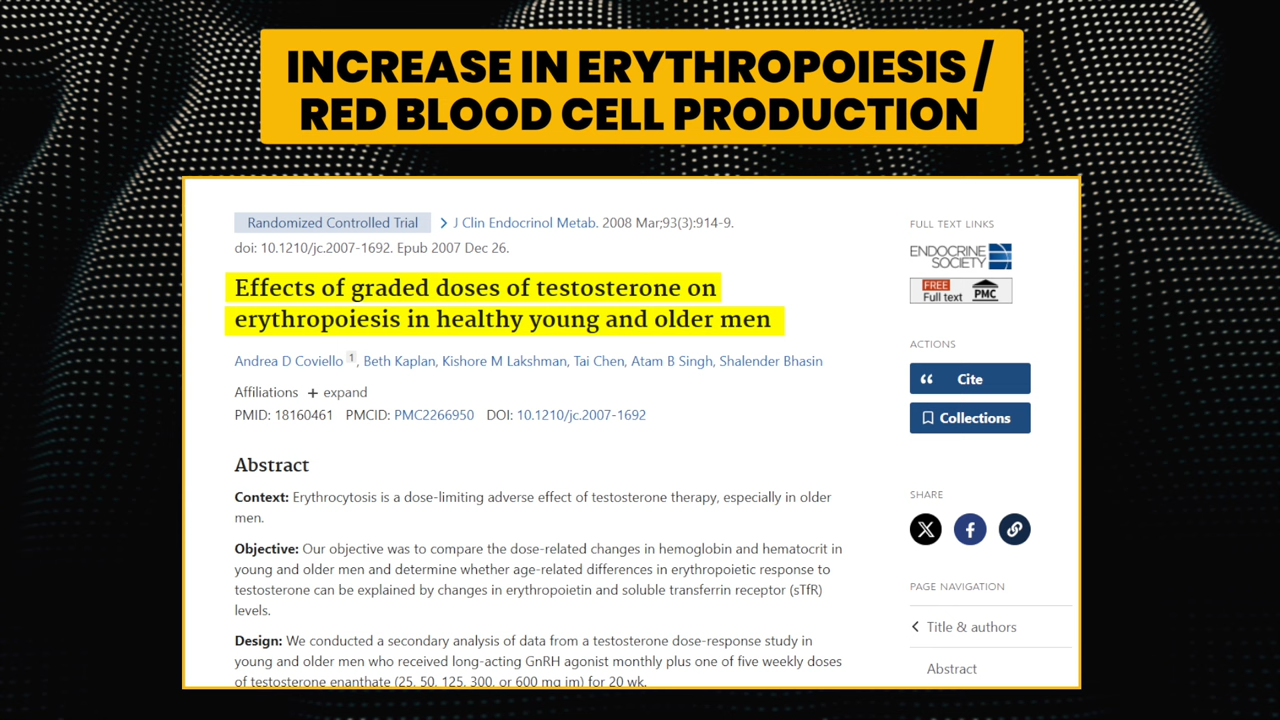 INCREASE IN ERYTHROPOIESIS /
RED BLOOD CELL PRODUCTION
Randomized Controlled Trial > J Clin Endocrinol Metab. 2008 Mar;93(3):914-9.
doi: 10.1210/jc.2007-1692. Epub 2007 Dec 26.
Effects of graded doses of testosterone on
erythropoiesis in healthy young and older men
Andrea D Coviello 1, Beth Kaplan, Kishore M Lakshman, Tai Chen, Atam B Singh, Shalender Bhasin
Affiliations + expand
PMID: 18160461 PMCID: PMC2266950 DOI: 10.1210/jc.2007-1692
Abstract
Context: Erythrocytosis is a dose-limiting adverse effect of testosterone therapy, especially in older
men.
Objective: Our objective was to compare the dose-related changes in hemoglobin and hematocrit in
young and older men and determine whether age-related differences in erythropoietic response to
testosterone can be explained by changes in erythropoietin and soluble transferrin receptor (sTfR)
levels.
Design: We conducted a secondary analysis of data from a testosterone dose-response study in
young and older men who received long-acting GnRH agonist monthly plus one of five weekly doses
of testosterone enanthate (25, 50, 125, 300, or 600 mg im) for 20 wk.
FULL TEXT LINKS
ENDOCRINE
SOCIETY
FREE
Full text PMC
ACTIONS
Cite
Collections
SHARE
PAGE NAVIGATION
Title & authors
Abstract